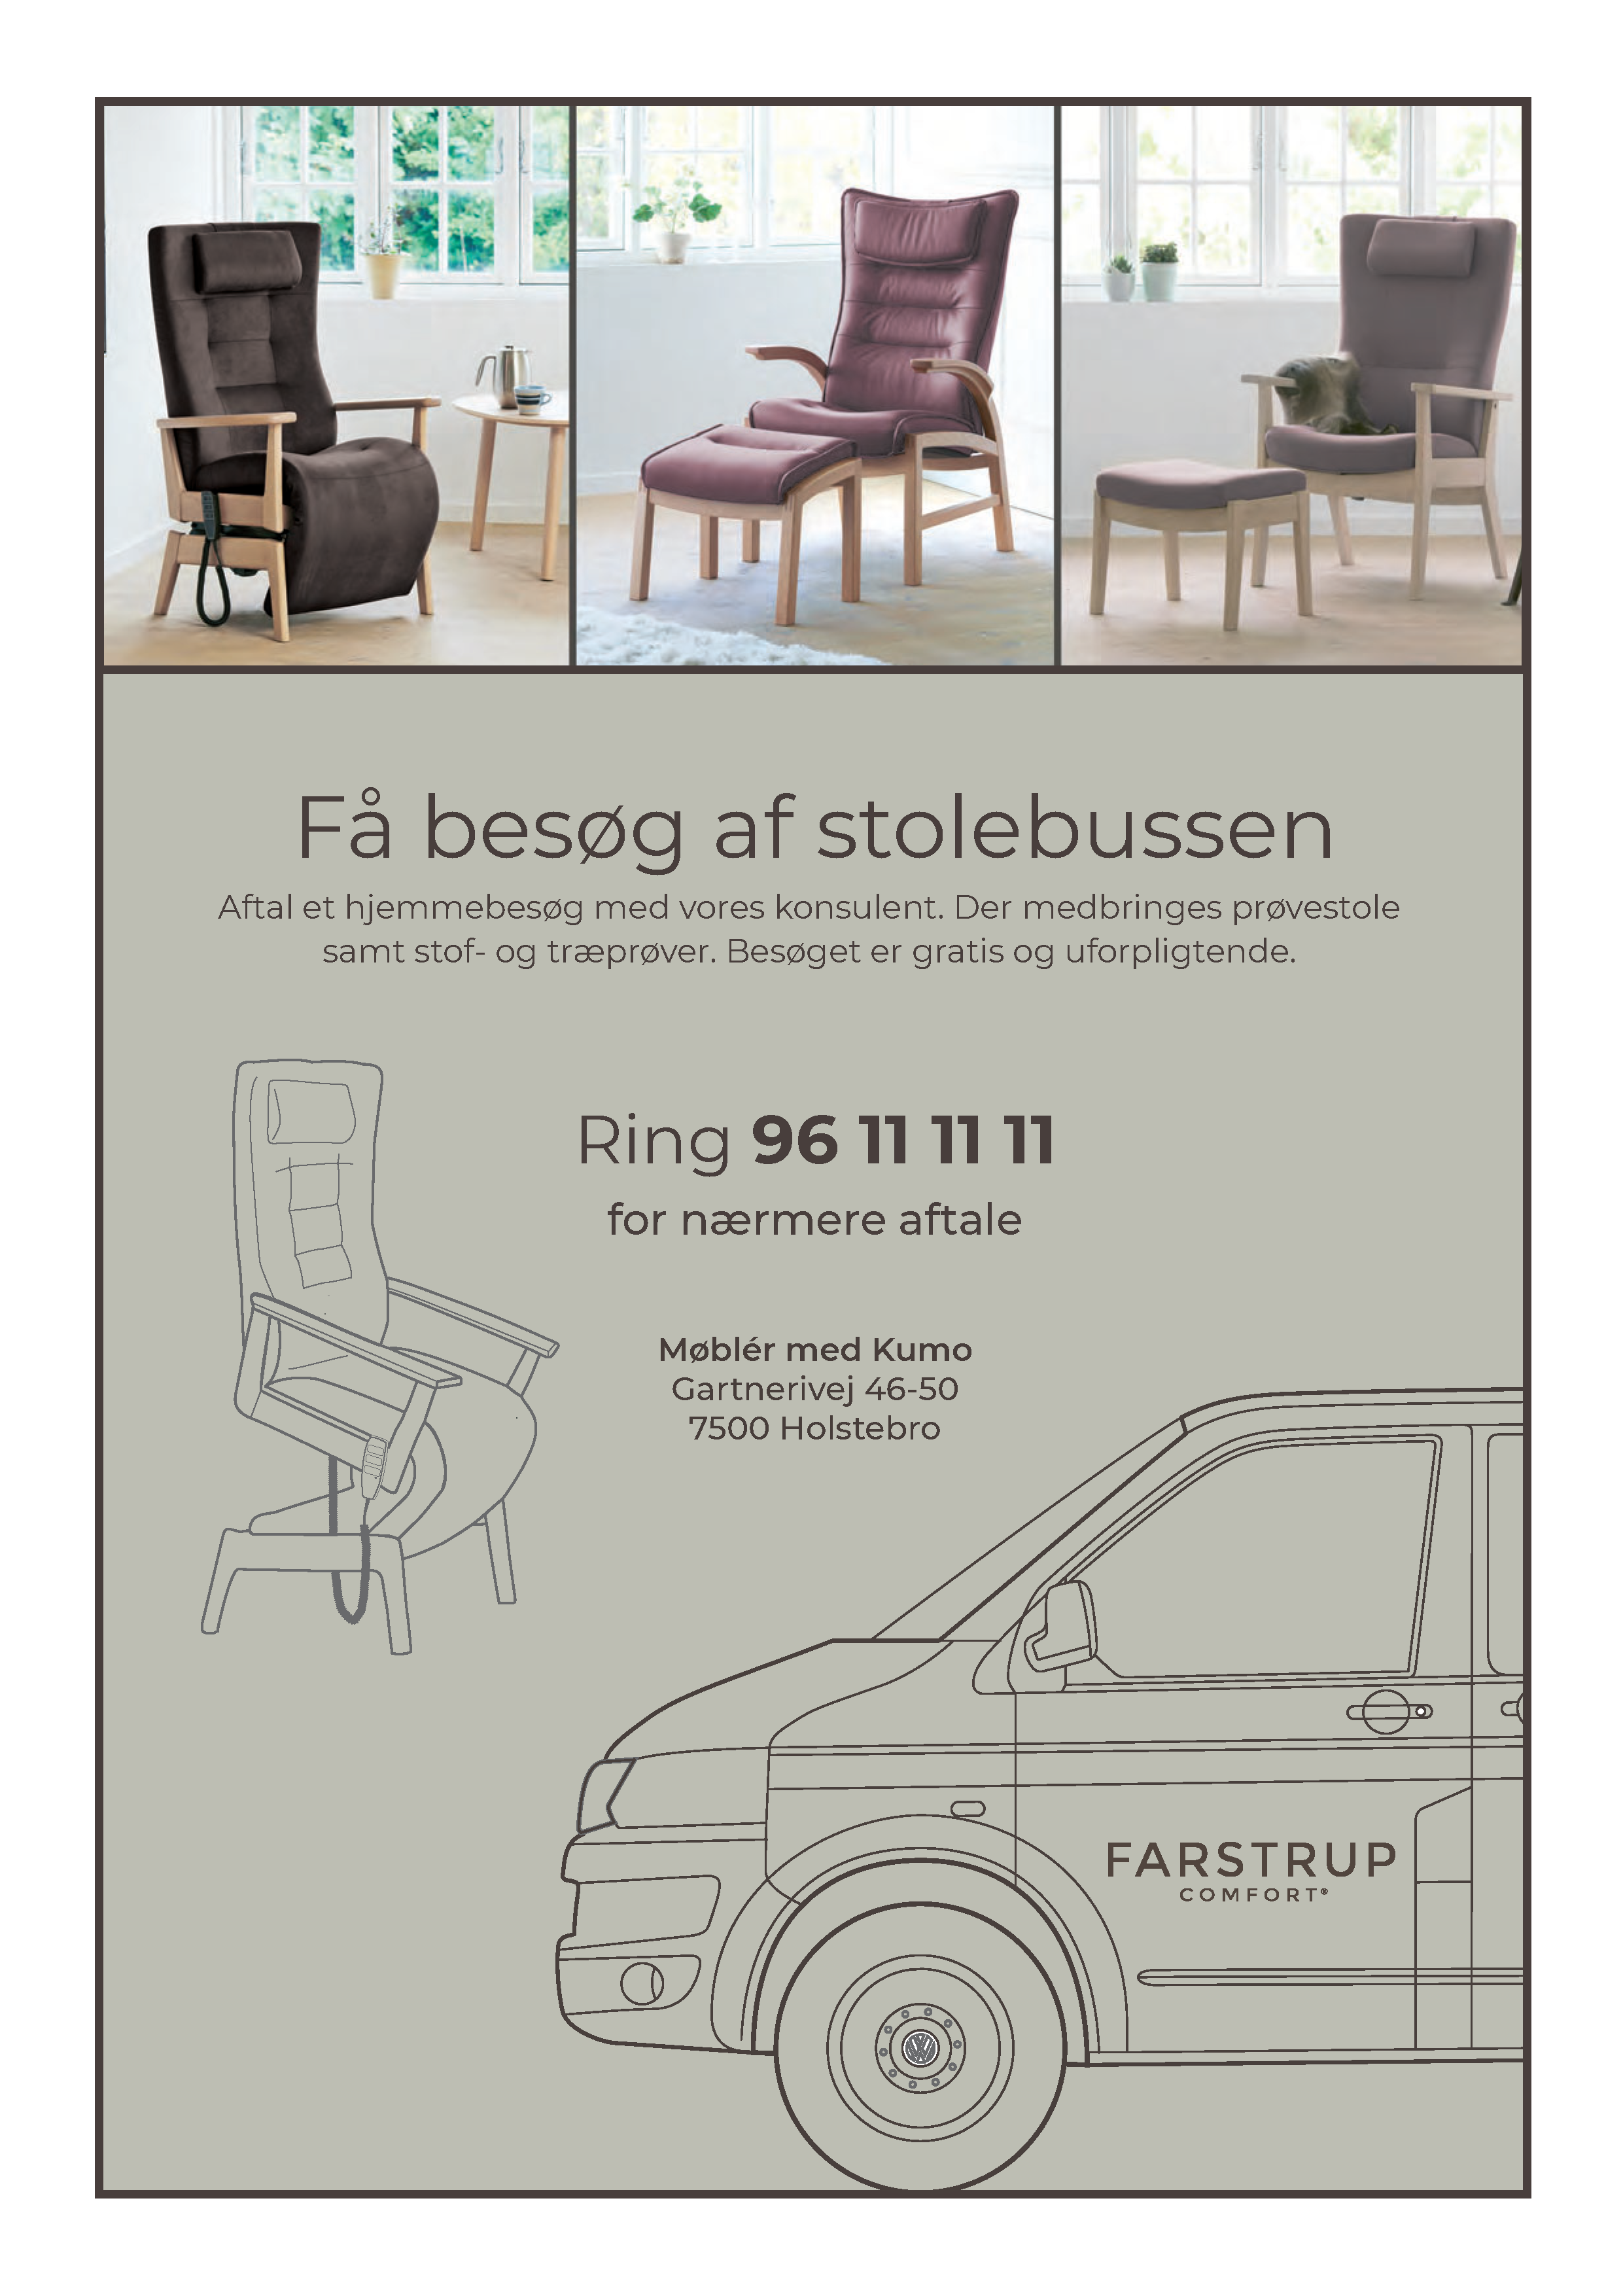 Få besøg af stolebussen
Aftal et hjemmebesøg med vores konsulent. Der medbringes prøvestole
samt stof- og træprøver. Besøget er gratis og uforpligtende.
Ring 96 11 11 11
for nærmere aftale
Møblér med Kumo
Gartnerivej 46-50
7500 Holstebro
FARSTRUP
COMFORT®